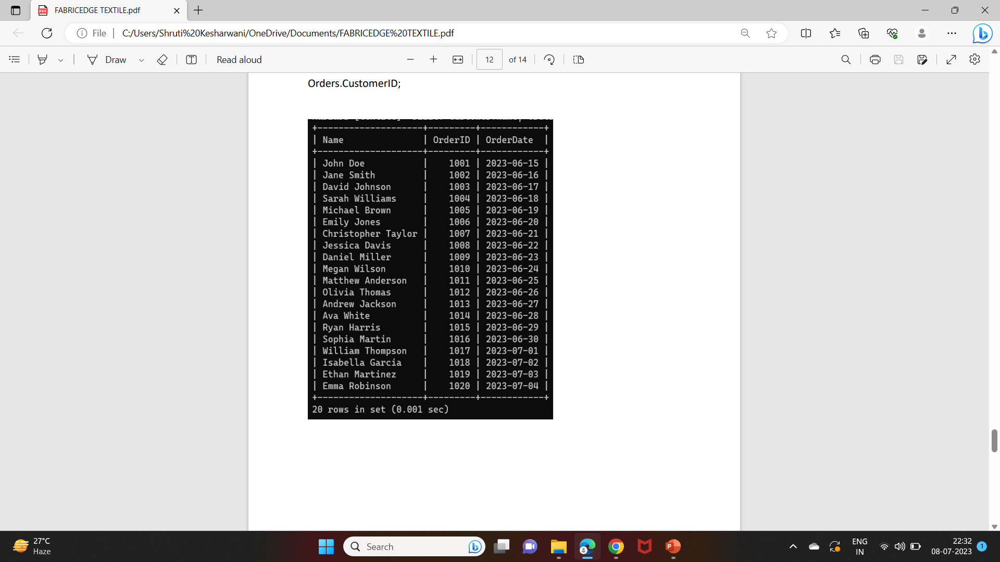 FABRICEDGE TEXTILE.pdf
File | C:/Users/Shruti%20Kesharwani/OneDrive/Documents/FABRICEDGE%20TEXTILE.pdf
Draw
Read aloud
12 of 14
Orders.CustomerID;
+--------------------+---------+------------+
| Name | OrderID | OrderDate |
+--------------------+---------+------------+
| John Doe | 1001 | 2023-06-15 |
| Jane Smith | 1002 | 2023-06-16 |
| David Johnson | 1003 | 2023-06-17 |
| Sarah Williams | 1004 | 2023-06-18 |
| Michael Brown | 1005 | 2023-06-19 |
| Emily Jones | 1006 | 2023-06-20 |
| Christopher Taylor | 1007 | 2023-06-21 |
| Jessica Davis | 1008 | 2023-06-22 |
| Daniel Miller | 1009 | 2023-06-23 |
| Megan Wilson | 1010 | 2023-06-24 |
| Matthew Anderson | 1011 | 2023-06-25 |
| Olivia Thomas | 1012 | 2023-06-26 |
| Andrew Jackson | 1013 | 2023-06-27 |
| Ava White | 1014 | 2023-06-28 |
| Ryan Harris | 1015 | 2023-06-29 |
| Sophia Martin | 1016 | 2023-06-30 |
| William Thompson | 1017 | 2023-07-01 |
| Isabella Garcia | 1018 | 2023-07-02 |
| Ethan Martinez | 1019 | 2023-07-03 |
| Emma Robinson | 1020 | 2023-07-04 |
+--------------------+---------+------------+
20 rows in set (0.001 sec)
27°C
Haze
Search
ENG
IN
22:32
08-07-2023
1